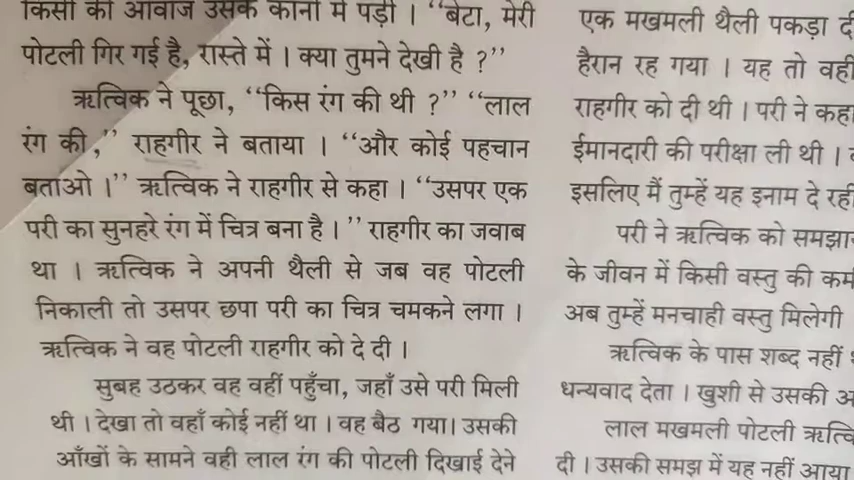 किसी की आवाज उसके कानों में पड़ी । “बेटा, मेरी
पोटली गिर गई है, रास्ते में । क्या तुमने देखी है ?”
ऋत्विक ने पूछा, “किस रंग की थी ?” “लाल
रंग की,” राहगीर ने बताया । “और कोई पहचान
बताओ ।” ऋत्विक ने राहगीर से कहा । “उसपर एक
परी का सुनहरे रंग में चित्र बना है । ” राहगीर का जवाब
था । ऋत्विक ने अपनी थैली से जब वह पोटली
निकाली तो उसपर छपा परी का चित्र चमकने लगा ।
ऋत्विक ने वह पोटली राहगीर को दे दी ।
सुबह उठकर वह वहीं पहुँचा, जहाँ उसे परी मिली
थी । देखा तो वहाँ कोई नहीं था । वह बैठ गया। उसकी
आँखों के सामने वही लाल रंग की पोटली दिखाई देने
एक मखमली थैली पकड़ा
हैरान रह गया । यह तो वही
राहगीर को दी थी । परी ने कहा
ईमानदारी की परीक्षा ली थी ।
इसलिए मैं तुम्हें यह इनाम दे रही
परी ने ऋत्विक को
के जीवन में किसी वस्तु की
अब तुम्हें मनचाही वस्तु मिलेगी
ऋत्विक के पास शब्द नहीं
धन्यवाद देता । खुशी से उसकी
लाल मखमली पोटली
दी । उसकी समझ में यह नहीं आया